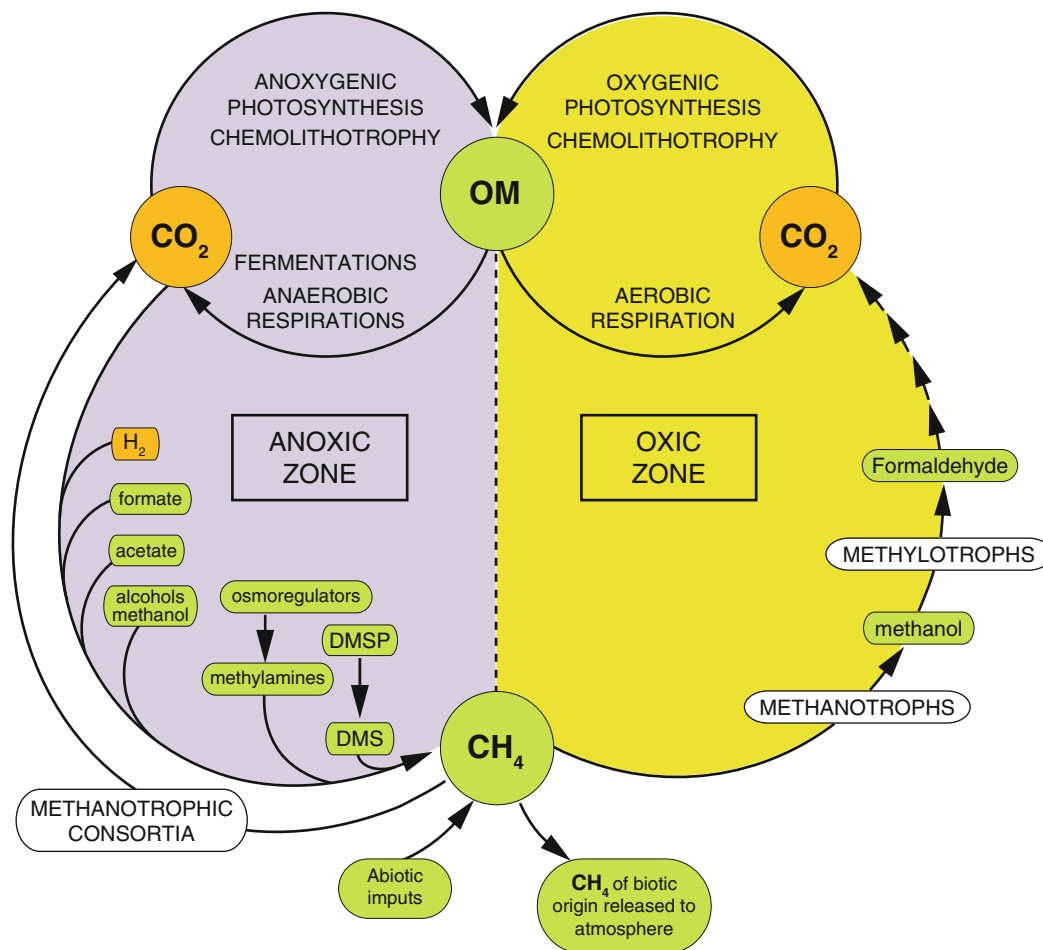 ANOXYGENIC
PHOTOSYNTHESIS
CHEMOLITHOTROPHY
OXYGENIC
PHOTOSYNTHESIS
CHEMOLITHOTROPHY
OM
CO₂
CO₂
FERMENTATIONS
ANAEROBIC
RESPIRATIONS
AEROBIC
RESPIRATION
ANOXIC
ZONE
OXIC
ZONE
H₂
formate
acetate
alcohols
methanol
osmoregulators
DMSP
methylamines
DMS
Formaldehyde
METHYLOTROPHS
methanol
METHANOTROPHS
CH₄
METHANOTROPHIC
CONSORTIA
Abiotic
imputs
CH₄ of biotic
origin released to
atmosphere